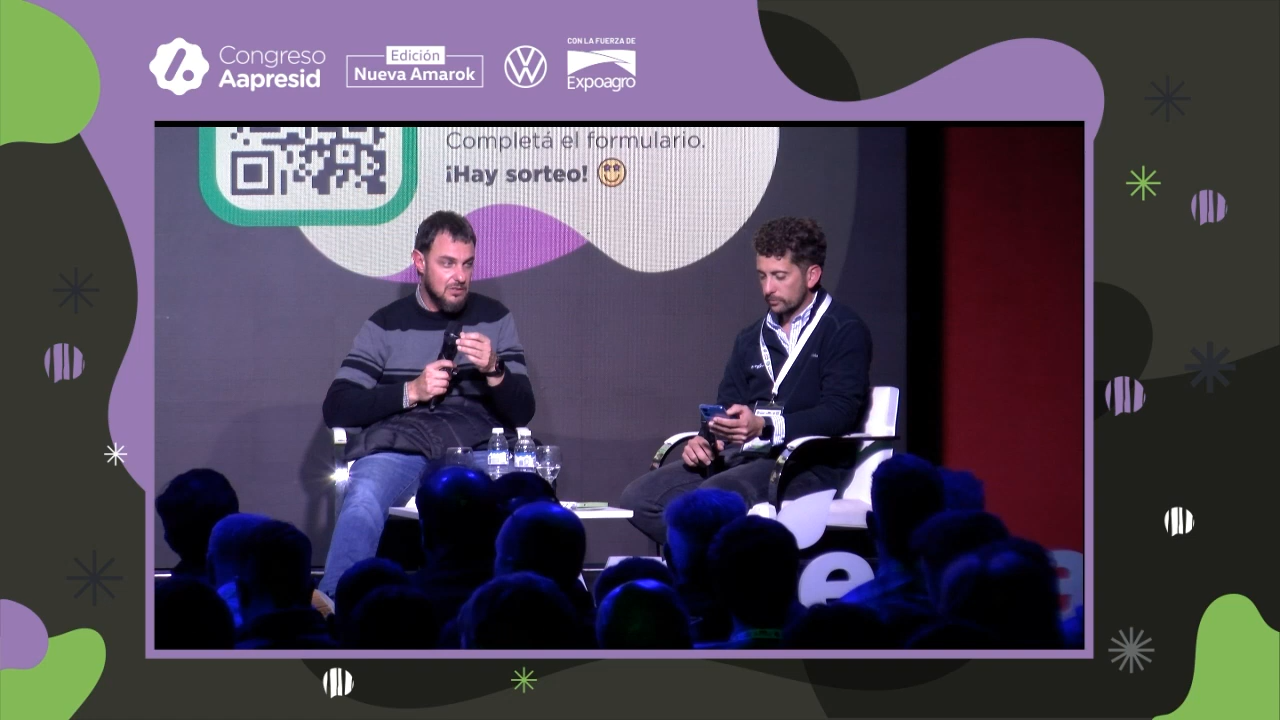 Congreso
Aapresid
Edición
Nueva Amarok
CON LA FUERZA DE
Expoagro
Completá el formulario.
¡Hay sorteo!